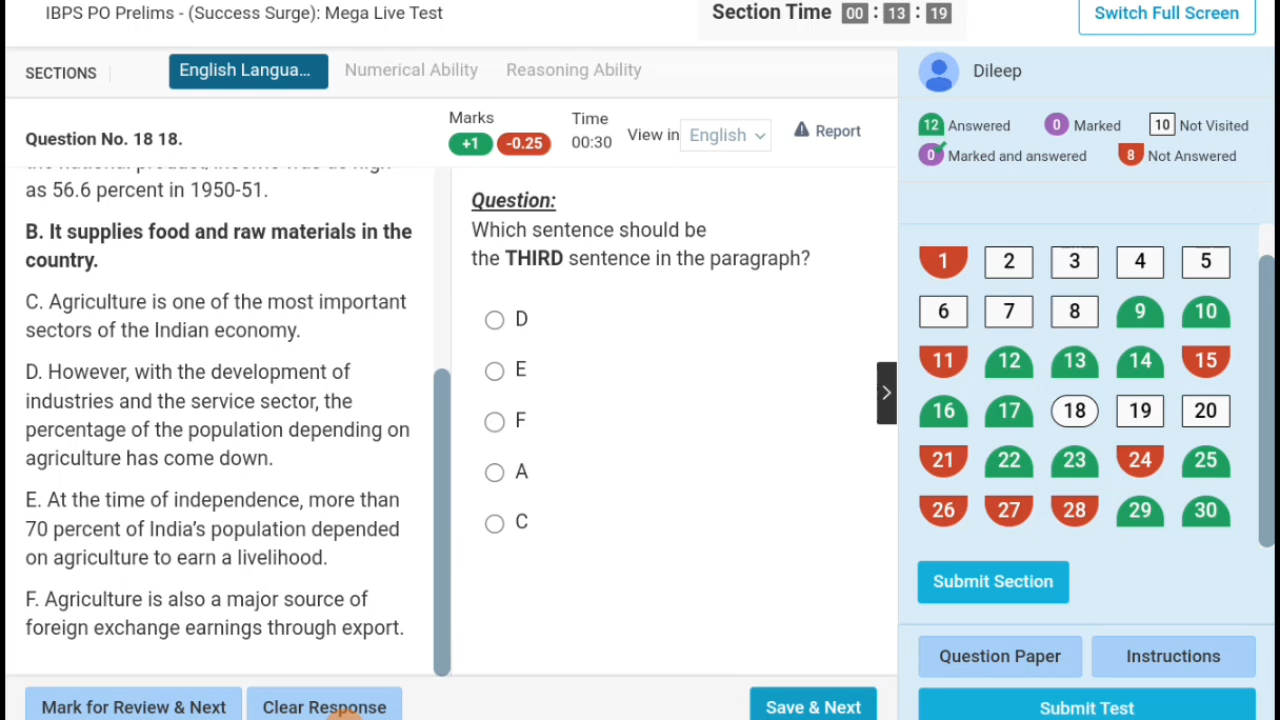 IBPS PO Prelims - (Success Surge): Mega Live Test
Section Time 00 : 13 : 19
Switch Full Screen
SECTIONS
English Langua...
Numerical Ability
Reasoning Ability
Dileep
Question No. 18 18.
Marks
+1 -0.25
Time
00:30
View in English
Report
12 Answered
0 Marked
10 Not Visited
0 Marked and answered
8 Not Answered
as 56.6 percent in 1950-51.
B. It supplies food and raw materials in the
country.
C. Agriculture is one of the most important
sectors of the Indian economy.
D. However, with the development of
industries and the service sector, the
percentage of the population depending on
agriculture has come down.
E. At the time of independence, more than
70 percent of India’s population depended
on agriculture to earn a livelihood.
F. Agriculture is also a major source of
foreign exchange earnings through export.
Question:
Which sentence should be
the THIRD sentence in the paragraph?
D
E
F
A
C
1 2 3 4 5
6 7 8 9 10
11 12 13 14 15
16 17 18 19 20
21 22 23 24 25
26 27 28 29 30
Submit Section
Question Paper
Instructions
Mark for Review & Next
Clear Response
Save & Next
Submit Test